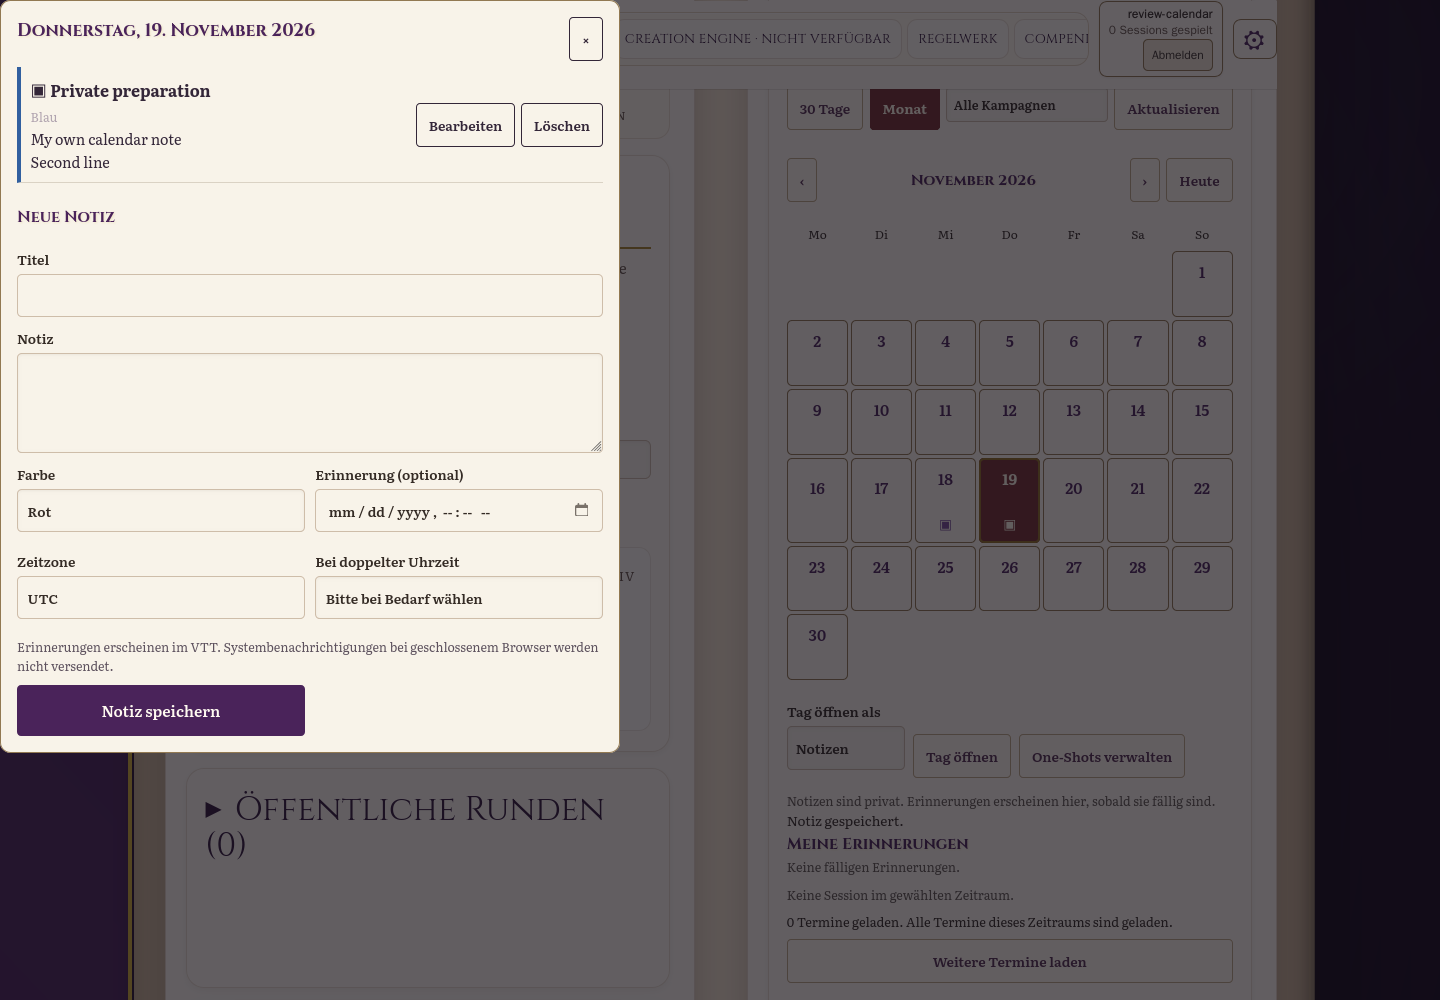 Donnerstag, 19. November 2026
×
▣ Private preparation
Blau
My own calendar note
Second line
Bearbeiten
Löschen
Neue Notiz
Titel
Notiz
Farbe
Erinnerung (optional)
Rot
mm / dd / yyyy , -- : -- --
Zeitzone
Bei doppelter Uhrzeit
UTC
Bitte bei Bedarf wählen
Erinnerungen erscheinen im VTT. Systembenachrichtigungen bei geschlossenem Browser werden
nicht versendet.
Notiz speichern
▸ Öffentliche Runden
(0)
CREATION ENGINE · NICHT VERFÜGBAR
REGELWERK
review-calendar
0 Sessions gespielt
Abmelden
30 Tage
Monat
Alle Kampagnen
Aktualisieren
‹
November 2026
›
Heute
Mo Di Mi Do Fr Sa So
1
2 3 4 5 6 7 8
9 10 11 12 13 14 15
16 17 18 19 20 21 22
▣ ▣
23 24 25 26 27 28 29
30
Tag öffnen als
Notizen
Tag öffnen
One-Shots verwalten
Notizen sind privat. Erinnerungen erscheinen hier, sobald sie fällig sind.
Notiz gespeichert.
Meine Erinnerungen
Keine fälligen Erinnerungen.
Keine Session im gewählten Zeitraum.
0 Termine geladen. Alle Termine dieses Zeitraums sind geladen.
Weitere Termine laden